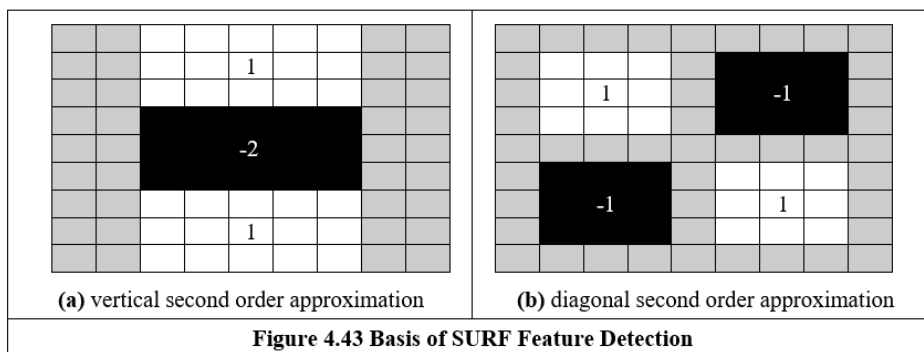 1
-2
1
(a) vertical second order approximation
1
-1
-1
1
(b) diagonal second order approximation
Figure 4.43 Basis of SURF Feature Detection